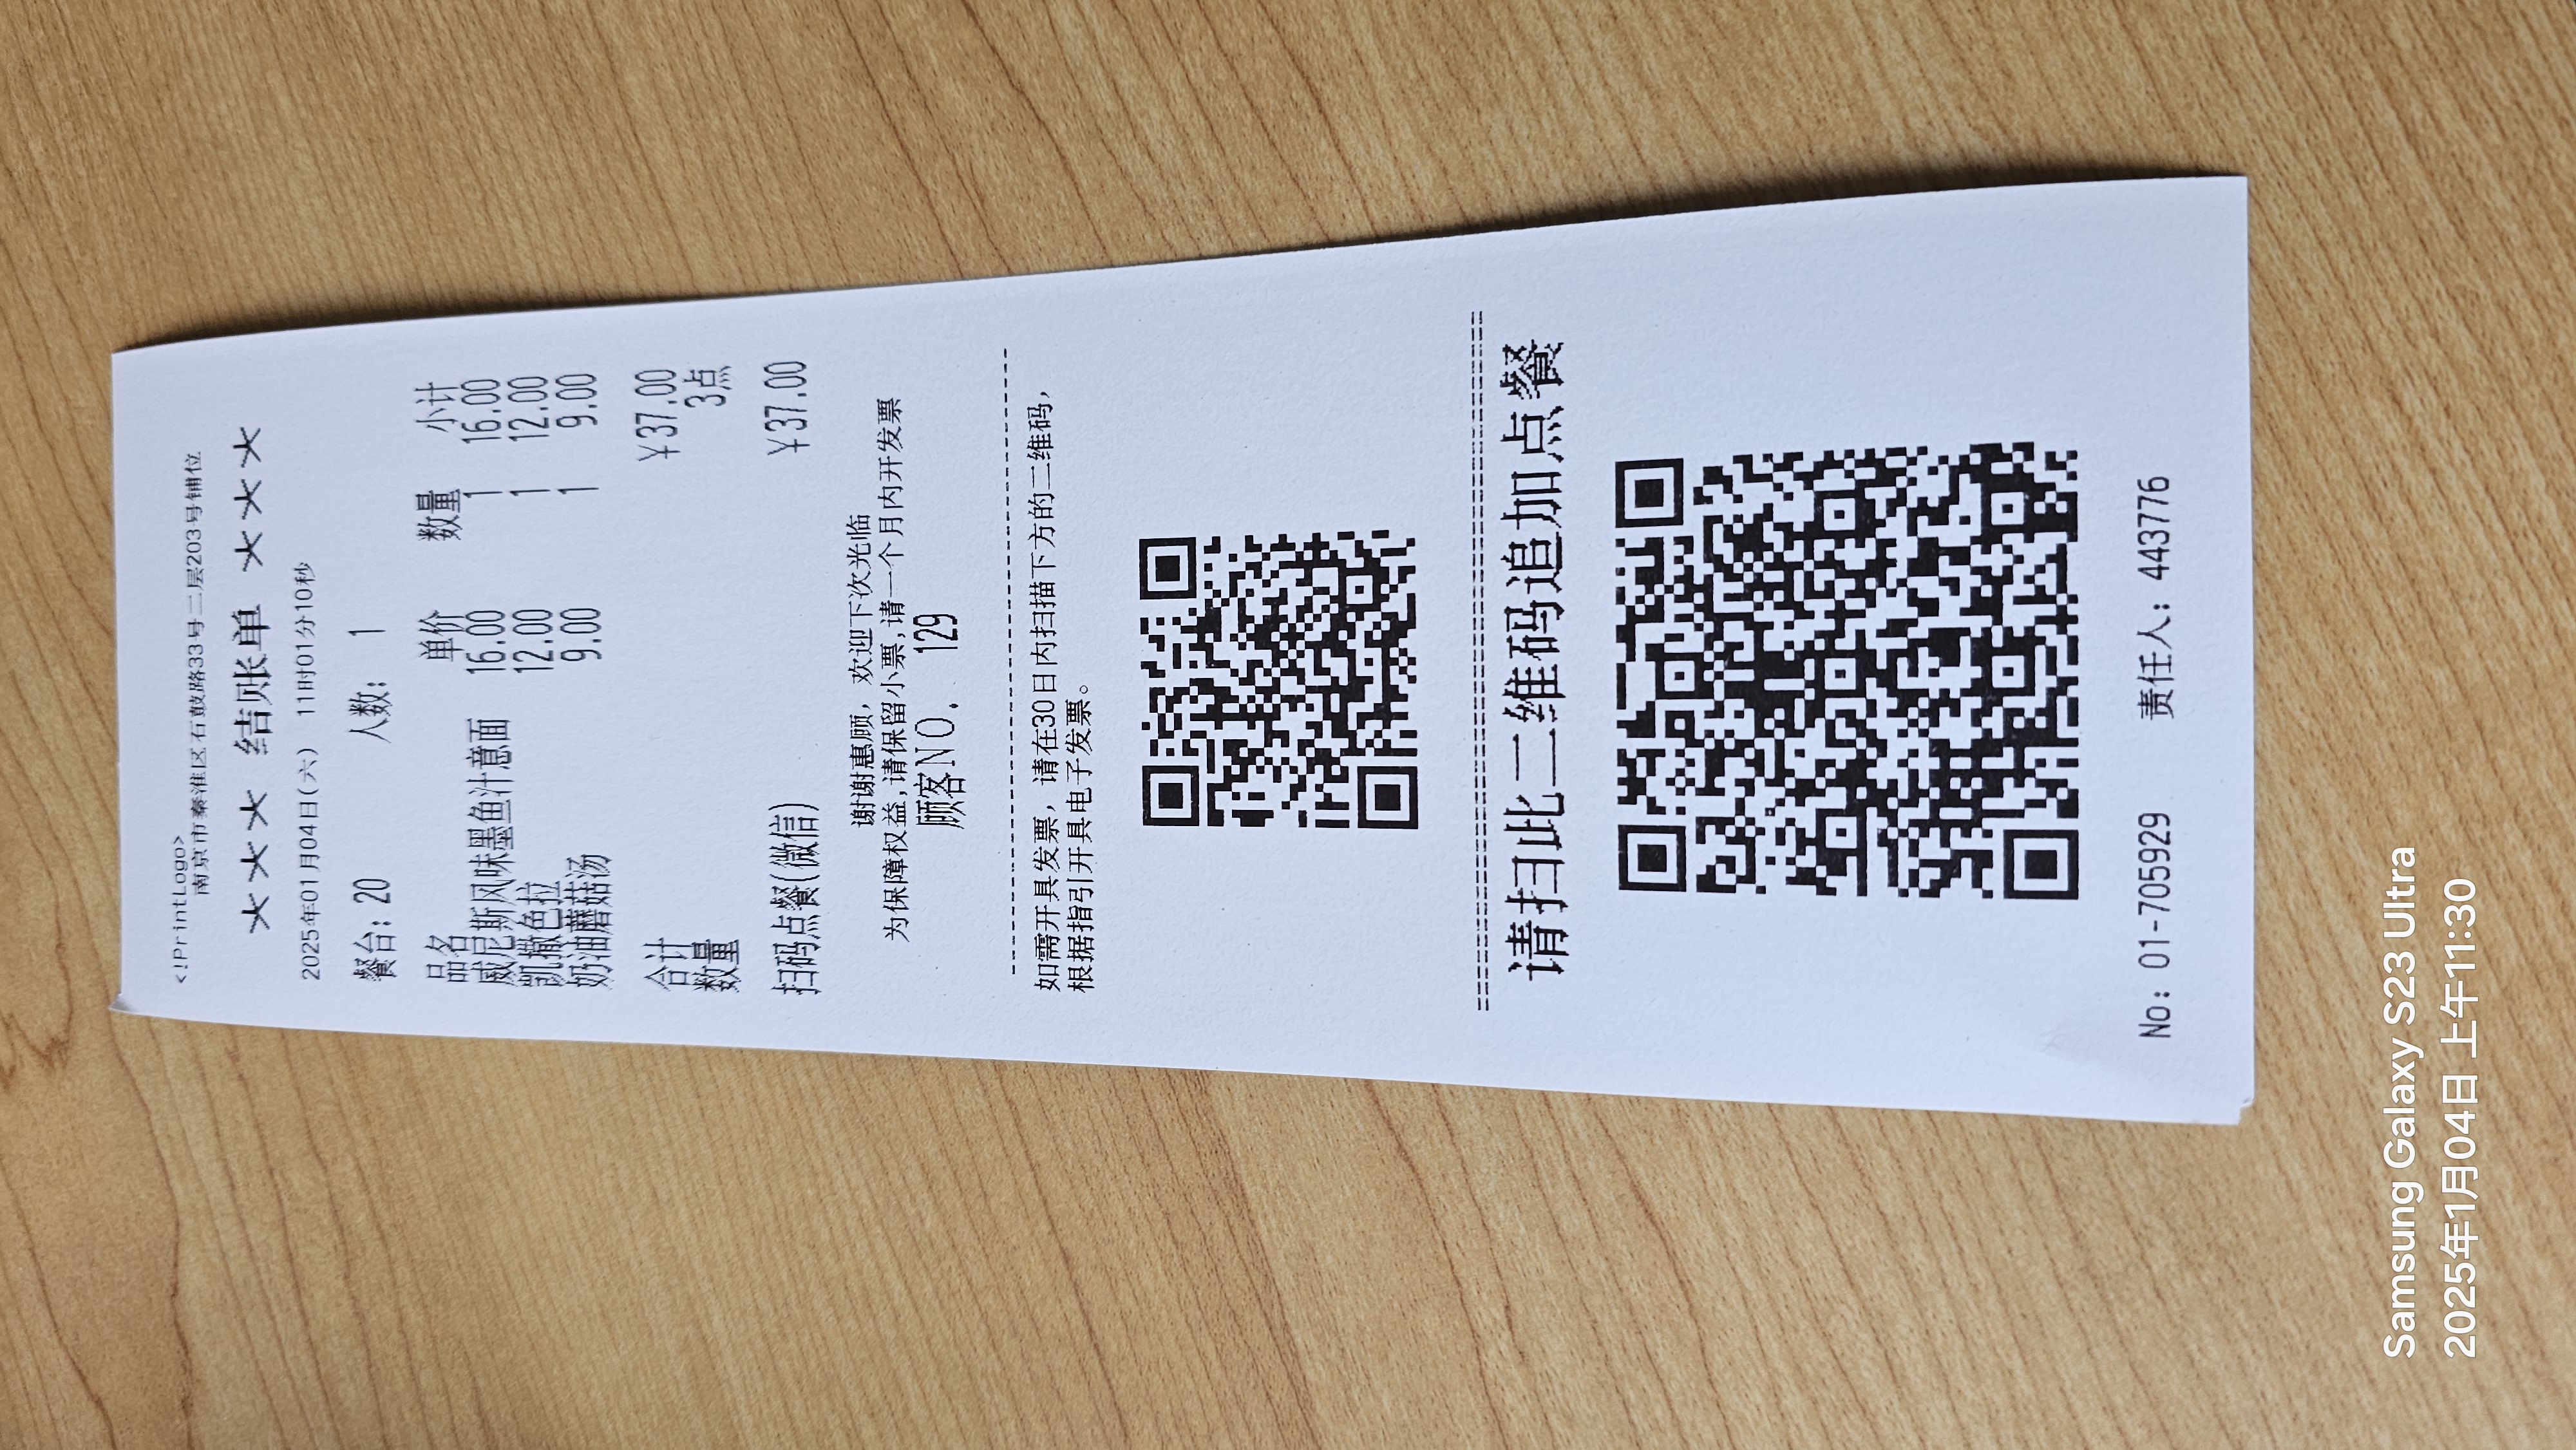 <!PrintLogo>
南京市秦淮区石鼓路33号二层203号铺位
*** 结账单 ***
2025年01月04日(六) 11时01分10秒
餐台: 20 人数: 1
品名 单价 数量 小计
威尼斯风味墨鱼汁意面 16.00 1 16.00
凯撒色拉 12.00 1 12.00
奶油蘑菇汤 9.00 1 9.00
合计 ¥37.00
数量 3点
扫码点餐(微信) ¥37.00
谢谢惠顾，欢迎下次光临
为保障权益,请保留小票,请一个月内开发票
顾客NO. 129
如需开具发票，请在30日内扫描下方的二维码，
根据指引开具电子发票。
请扫此二维码追加点餐
No: 01-705929 责任人: 443776
Samsung Galaxy S23 Ultra
2025年1月04日 上午11:30